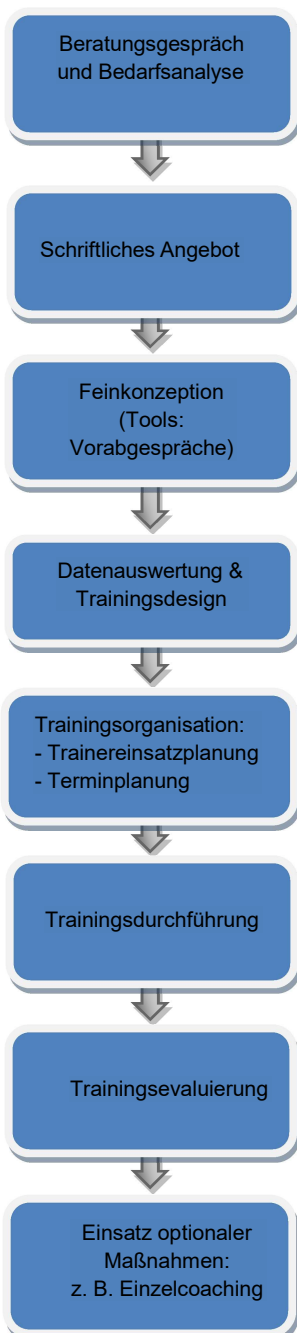 Beratungsgespräch
und Bedarfsanalyse
Schriftliches Angebot
Feinkonzeption
(Tools:
Vorabgespräche)
Datenauswertung &
Trainingsdesign
Trainingsorganisation:
- Trainereinsatzplanung
- Terminplanung
Trainingsdurchführung
Trainingsevaluierung
Einsatz optionaler
Maßnahmen:
z. B. Einzelcoaching